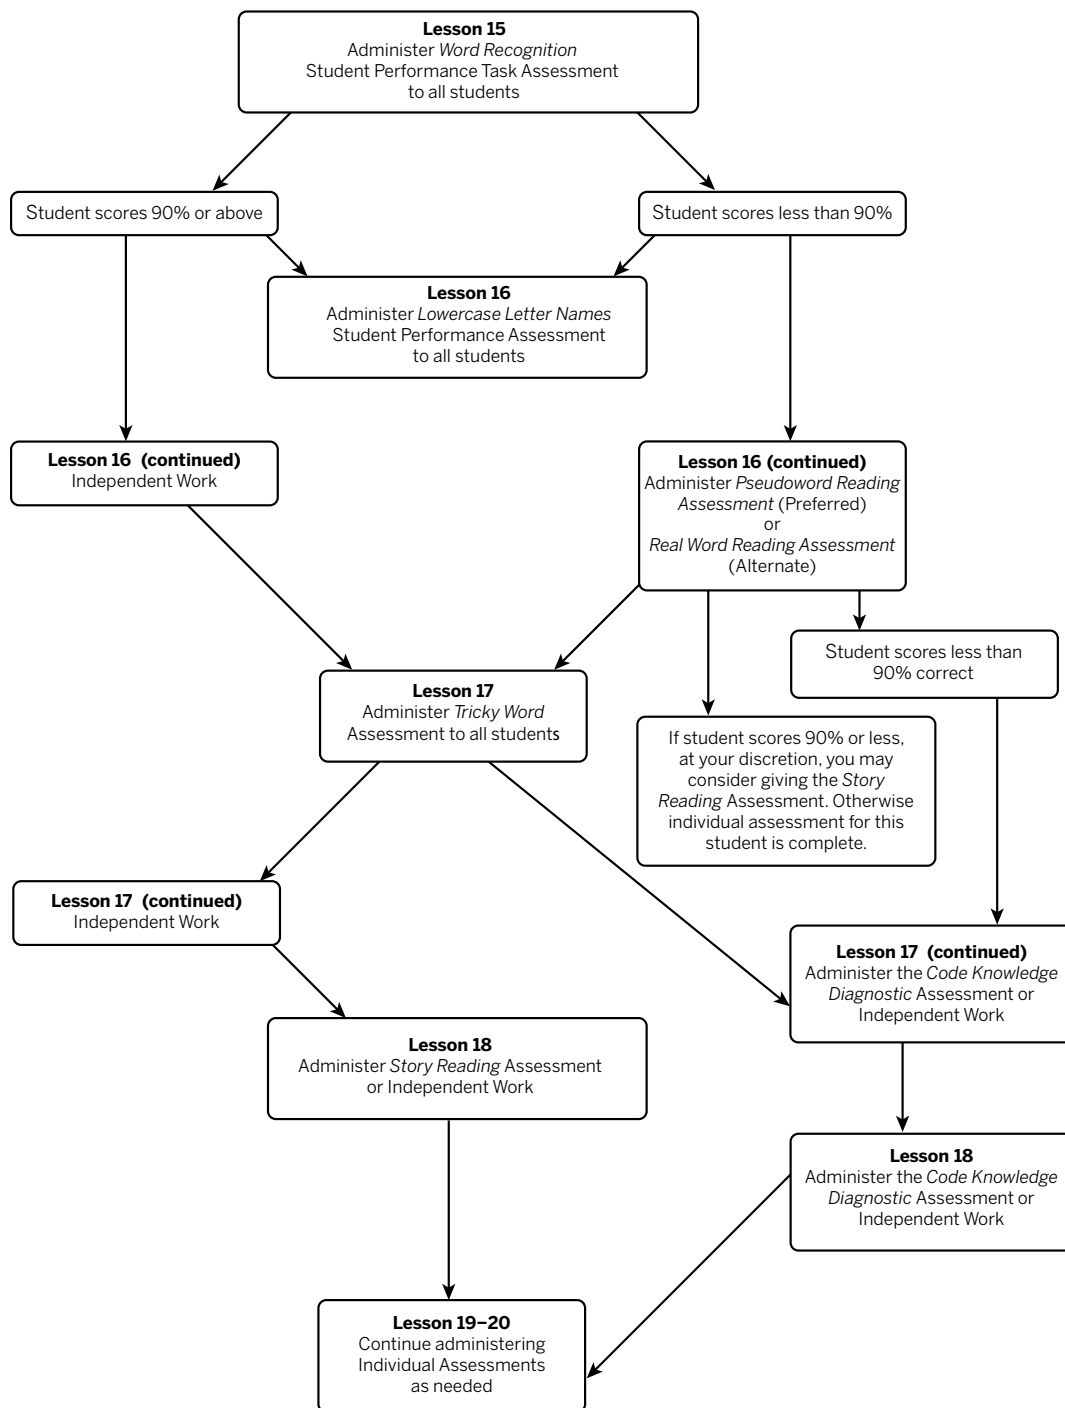 Lesson 15
Administer Word Recognition
Student Performance Task Assessment
to all students
Student scores 90% or above
Student scores less than 90%
Lesson 16
Administer Lowercase Letter Names
Student Performance Assessment
to all students
Lesson 16 (continued)
Independent Work
Lesson 16 (continued)
Administer Pseudoword Reading
Assessment (Preferred)
or
Real Word Reading Assessment
(Alternate)
Student scores less than
90% correct
Lesson 17
Administer Tricky Word
Assessment to all students
If student scores 90% or less,
at your discretion, you may
consider giving the Story
Reading Assessment. Otherwise
individual assessment for this
student is complete.
Lesson 17 (continued)
Independent Work
Lesson 17 (continued)
Administer the Code Knowledge
Diagnostic Assessment or
Independent Work
Lesson 18
Administer Story Reading Assessment
or Independent Work
Lesson 18
Administer the Code Knowledge
Diagnostic Assessment or
Independent Work
Lesson 19–20
Continue administering
Individual Assessments
as needed